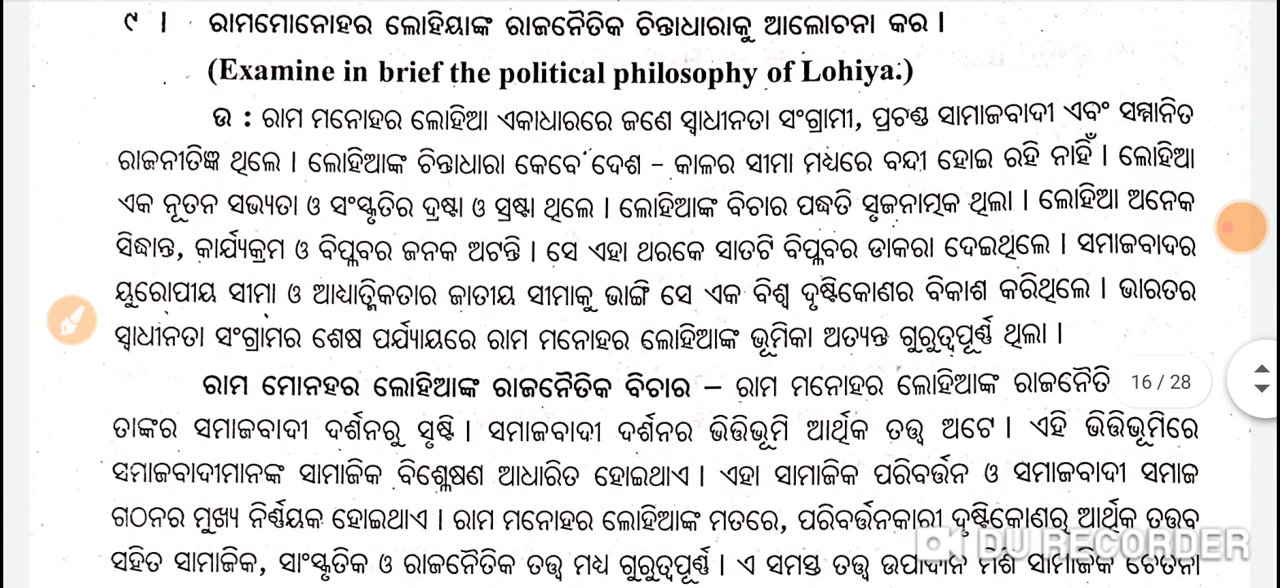 ୯ । ରାମମୋନୋହର ଲୋହିୟାଙ୍କ ରାଜନୈତିକ ଚିନ୍ତାଧାରାକୁ ଆଲୋଚନା କର ।
(Examine in brief the political philosophy of Lohiya.)
ଉ : ରାମ ମନୋହର ଲୋହିଆ ଏକାଧାରରେ ଜଣେ ସ୍ୱାଧୀନତା ସଂଗ୍ରାମୀ, ପ୍ରଚଣ୍ଡ ସାମାଜବାଦୀ ଏବଂ ସମ୍ମାନିତ
ରାଜନୀତିଜ୍ଞ ଥିଲେ । ଲୋହିଆଙ୍କ ଚିନ୍ତାଧାରା କେବେ ଦେଶ – କାଳର ସୀମା ମଧ୍ୟରେ ବନ୍ଦୀ ହୋଇ ରହି ନାହିଁ । ଲୋହିଆ
ଏକ ନୂତନ ସଭ୍ୟତା ଓ ସଂସ୍କୃତିର ଦ୍ରଷ୍ଟା ଓ ସ୍ରଷ୍ଟା ଥିଲେ । ଲୋହିଆଙ୍କ ବିଚାର ପଦ୍ଧତି ସୃଜନାତ୍ମକ ଥିଲା । ଲୋହିଆ ଅନେକ
ସିଦ୍ଧାନ୍ତ, କାର୍ଯ୍ୟକ୍ରମ ଓ ବିପ୍ଳବର ଜନକ ଅଟନ୍ତି । ସେ ଏହା ଥରକେ ସାତଟି ବିପ୍ଳବର ଡାକରା ଦେଇଥିଲେ । ସମାଜବାଦର
ୟୁରୋପୀୟ ସୀମା ଓ ଆଧ୍ୟାତ୍ମିକତାର ଜାତୀୟ ସୀମାକୁ ଭାଙ୍ଗି ସେ ଏକ ବିଶ୍ୱ ଦୃଷ୍ଟିକୋଣର ବିକାଶ କରିଥିଲେ । ଭାରତର
ସ୍ୱାଧୀନତା ସଂଗ୍ରାମର ଶେଷ ପର୍ଯ୍ୟାୟରେ ରାମ ମନୋହର ଲୋହିଆଙ୍କ ଭୂମିକା ଅତ୍ୟନ୍ତ ଗୁରୁତ୍ୱପୂର୍ଣ୍ଣ ଥିଲା ।
ରାମ ମୋନହର ଲୋହିଆଙ୍କ ରାଜନୈତିକ ବିଚାର – ରାମ ମନୋହର ଲୋହିଆଙ୍କ ରାଜନୈତି 16 / 28
ତାଙ୍କର ସମାଜବାଦୀ ଦର୍ଶନରୁ ସୃଷ୍ଟି । ସମାଜବାଦୀ ଦର୍ଶନର ଭିତ୍ତିଭୂମି ଆର୍ଥିକ ତତ୍ତ୍ୱ ଅଟେ । ଏହି ଭିତ୍ତିଭୂମିରେ
ସମାଜବାଦୀମାନଙ୍କ ସାମାଜିକ ବିଶ୍ଳେଷଣ ଆଧାରିତ ହୋଇଥାଏ । ଏହା ସାମାଜିକ ପରିବର୍ତ୍ତନ ଓ ସମାଜବାଦୀ ସମାଜ
ଗଠନର ମୁଖ୍ୟ ନିର୍ଣ୍ଣୟକ ହୋଇଥାଏ । ରାମ ମନୋହର ଲୋହିଆଙ୍କ ମତରେ, ପରିବର୍ତ୍ତନକାରୀ ଦୃଷ୍ଟିକୋଣର ଆର୍ଥିକ ତତ୍ତ୍ୱ
ସହିତ ସାମାଜିକ, ସାଂସ୍କୃତିକ ଓ ରାଜନୈତିକ ତତ୍ତ୍ୱ ମଧ୍ୟ ଗୁରୁତ୍ୱପୂର୍ଣ୍ଣ । ଏ ସମସ୍ତ ତତ୍ତ୍ୱ ଉପାଦାନ ମିଶି ସାମାଜିକ ଚେତନା
DU RECORDER